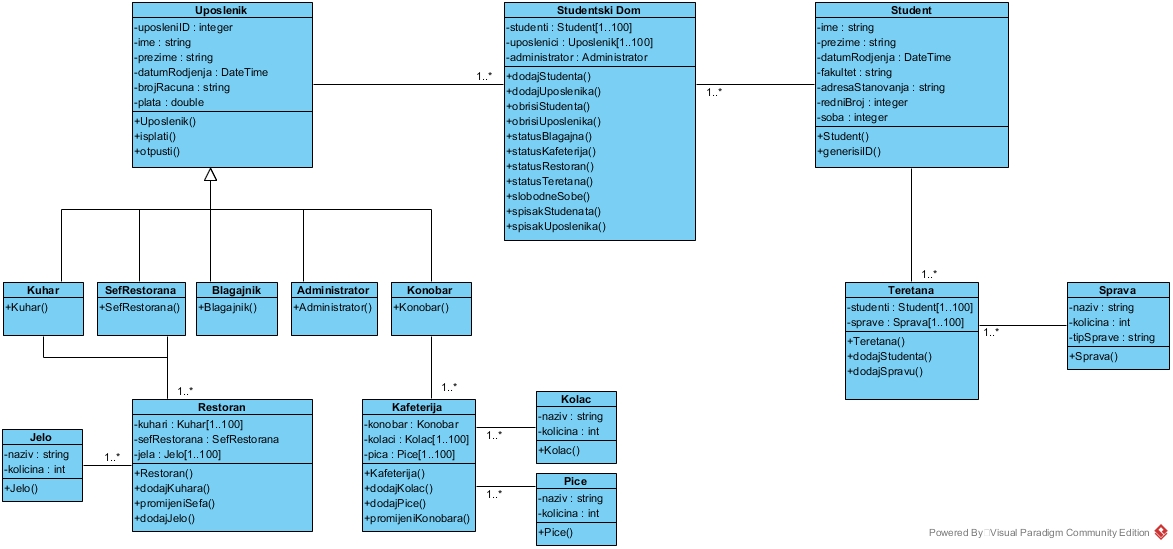 Uposlenik
-uposleniID : integer
-ime : string
-prezime : string
-datumRodjenja : DateTime
-brojRacuna : string
-plata : double
+Uposlenik()
+isplati()
+otpusti()
1..*
Studentski Dom
-studenti : Student[1..100]
-uposlenici : Uposlenik[1..100]
-administrator : Administrator
+dodajStudenta()
+dodajUposlenika()
+obrisiStudenta()
+obrisiUposlenika()
+statusBlagajna()
+statusKafeterija()
+statusRestoran()
+statusTeretana()
+slobodneSobe()
+spisakStudenata()
+spisakUposlenika()
1..*
Student
-ime : string
-prezime : string
-datumRodjenja : DateTime
-fakultet : string
-adresaStanovanja : string
-redniBroj : integer
-soba : integer
+Student()
+generisiID()
Kuhar
+Kuhar()
SefRestorana
+SefRestorana()
Blagajnik
+Blagajnik()
Administrator
+Administrator()
Konobar
+Konobar()
1..*
Teretana
-studenti : Student[1..100]
-sprave : Sprava[1..100]
+Teretana()
+dodajStudenta()
+dodajSpravu()
1..*
Sprava
-naziv : string
-kolicina : int
-tipSprave : string
+Sprava()
Jelo
-naziv : string
-kolicina : int
+Jelo()
1..*
1..*
Restoran
-kuhari : Kuhar[1..100]
-sefRestorana : SefRestorana
-jela : Jelo[1..100]
+Restoran()
+dodajKuhara()
+promijeniSefa()
+dodajJelo()
1..*
Kafeterija
-konobar : Konobar
-kolaci : Kolac[1..100]
-pica : Pice[1..100]
+Kafeterija()
+dodajKolac()
+dodajPice()
+promijeniKonobara()
1..*
Kolac
-naziv : string
-kolicina : int
+Kolac()
1..*
Pice
-naziv : string
-kolicina : int
+Pice()
Powered By Visual Paradigm Community Edition